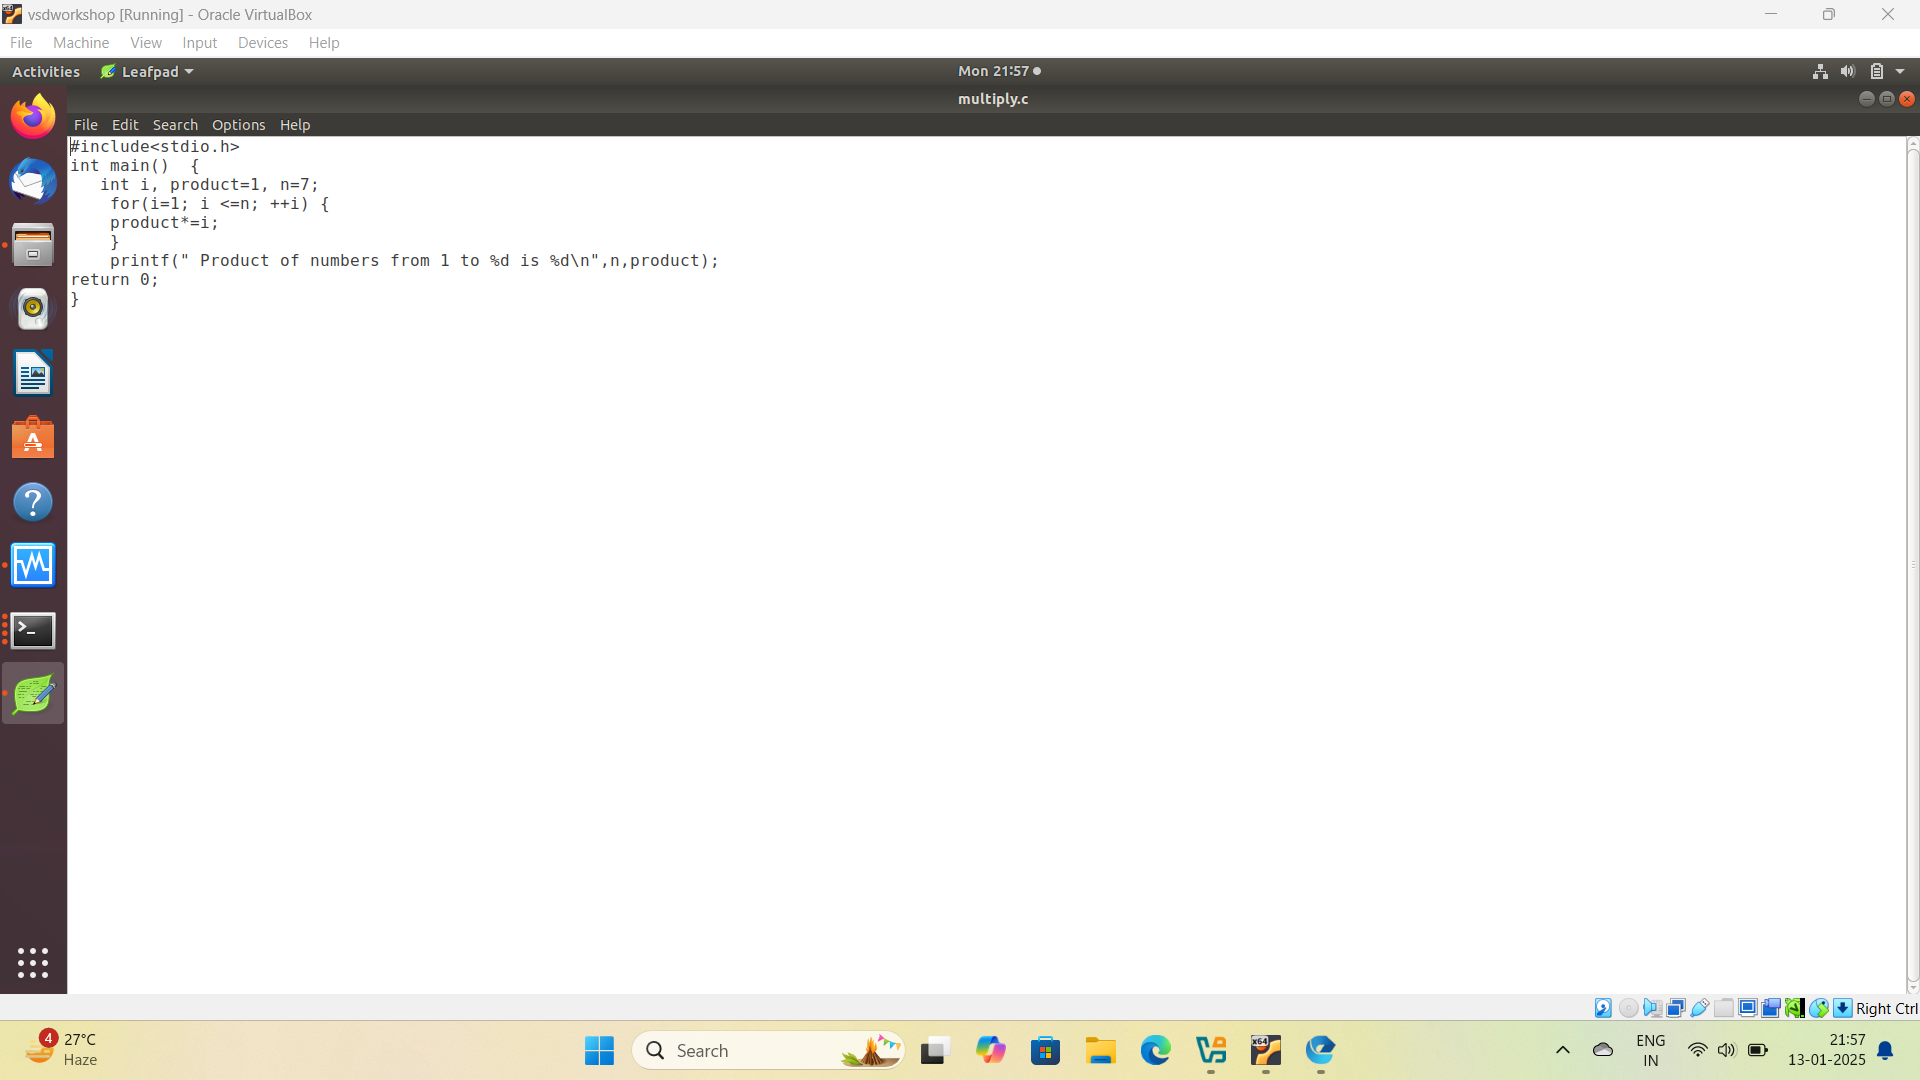 vsdworkshop [Running] - Oracle VirtualBox
File Machine View Input Devices Help
Activities Leafpad Mon 21:57
multiply.c
File Edit Search Options Help
#include<stdio.h>
int main()  {
   int i, product=1, n=7;
    for(i=1; i <=n; ++i) {
    product*=i;
    }
    printf(" Product of numbers from 1 to %d is %d\n",n,product);
return 0;
}
Right Ctrl
4 27°C
Haze
Search
ENG
IN
21:57
13-01-2025